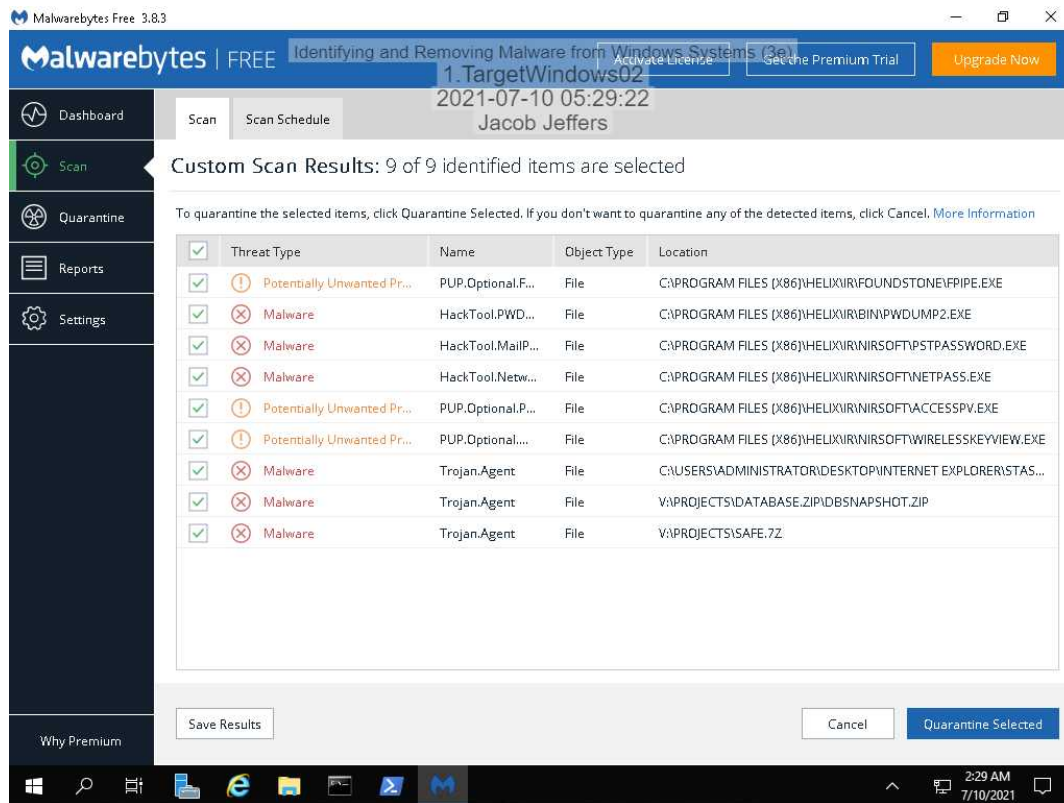 Malwarebytes Free 3.8.3
Malwarebytes | FREE
Activate License
Get the Premium Trial
Upgrade Now
Identifying and Removing Malware from Windows Systems (3e)
1.TargetWindows02
2021-07-10 05:29:22
Jacob Jeffers
Dashboard
Scan
Quarantine
Reports
Settings
Why Premium
Scan Scan Schedule
Custom Scan Results: 9 of 9 identified items are selected
To quarantine the selected items, click Quarantine Selected. If you don't want to quarantine any of the detected items, click Cancel. More Information
Threat Type Name Object Type Location
Potentially Unwanted Pr... PUP.Optional.F... File C:\PROGRAM FILES (X86)\HELIX\IR\FOUNDSTONE\FPIPE.EXE
Malware HackTool.PWD... File C:\PROGRAM FILES (X86)\HELIX\IR\BIN\PWDUMP2.EXE
Malware HackTool.MailP... File C:\PROGRAM FILES (X86)\HELIX\IR\NIRSOFT\PSTPASSWORD.EXE
Malware HackTool.Netw... File C:\PROGRAM FILES (X86)\HELIX\IR\NIRSOFT\NETPASS.EXE
Potentially Unwanted Pr... PUP.Optional.P... File C:\PROGRAM FILES (X86)\HELIX\IR\NIRSOFT\ACCESSPV.EXE
Potentially Unwanted Pr... PUP.Optional.... File C:\PROGRAM FILES (X86)\HELIX\IR\NIRSOFT\WIRELESSKEYVIEW.EXE
Malware Trojan.Agent File C:\USERS\ADMINISTRATOR\DESKTOP\INTERNET EXPLORER\STAS...
Malware Trojan.Agent File V:\PROJECTS\DATABASE.ZIP\DBSNAPSHOT.ZIP
Malware Trojan.Agent File V:\PROJECTS\SAFE.7Z
Save Results
Cancel
Quarantine Selected
2:29 AM
7/10/2021